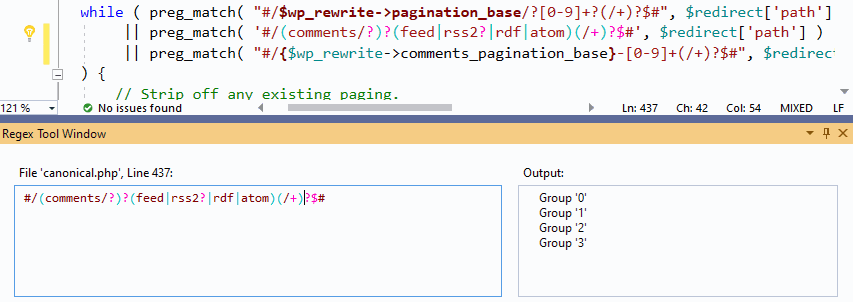 while ( preg_match( "#/$wp_rewrite->pagination_base/?[0-9]+?(/+)?$#", $redirect['path']
|| preg_match( '#/(comments/?)?(feed|rss2?|rdf|atom)(/+)?$#', $redirect['path'] )
|| preg_match( "#/{$wp_rewrite->comments_pagination_base}-[0-9]+(/+)?$#", $redirec
) {
// Strip off any existing paging.
121 % No issues found Ln: 437 Ch: 42 Col: 54 MIXED LF
Regex Tool Window
File 'canonical.php', Line 437:
#/(comments/?)?(feed|rss2?|rdf|atom)(/+)?$#
Output:
Group '0'
Group '1'
Group '2'
Group '3'